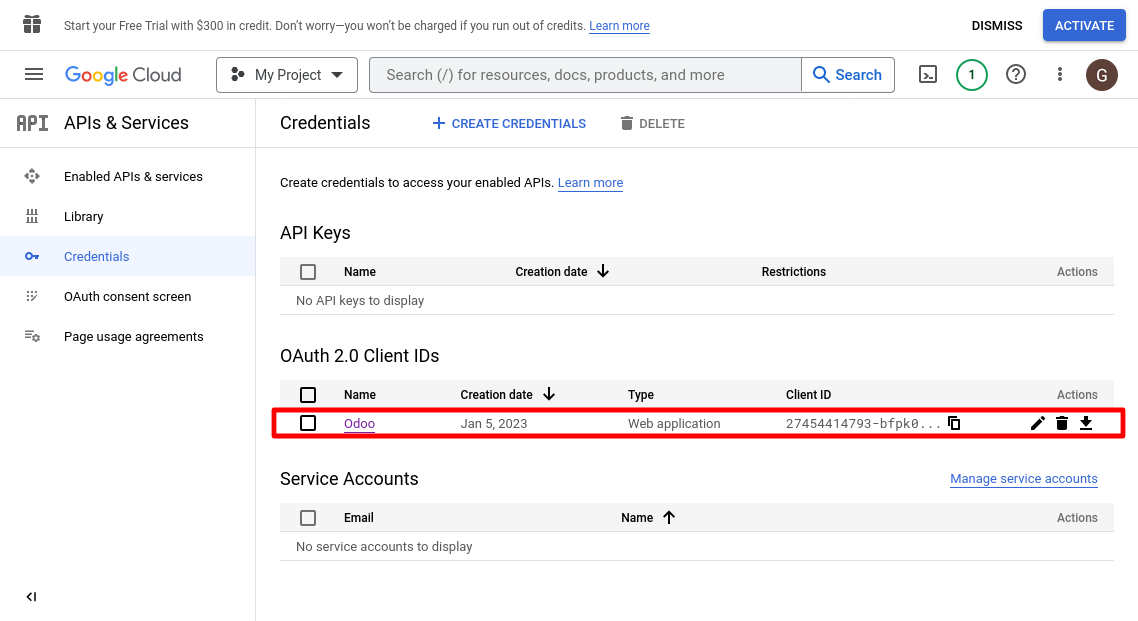 Start your Free Trial with $300 in credit. Don’t worry—you won’t be charged if you run out of credits. Learn more
DISMISS
ACTIVATE
Google Cloud
My Project
Search (/) for resources, docs, products, and more
Search
1
G
API APIs & Services
Credentials
CREATE CREDENTIALS
DELETE
Enabled APIs & services
Library
Credentials
OAuth consent screen
Page usage agreements
Create credentials to access your enabled APIs. Learn more
API Keys
Name Creation date Restrictions Actions
No API keys to display
OAuth 2.0 Client IDs
Name Creation date Type Client ID Actions
Odoo Jan 5, 2023 Web application 27454414793-bfpk0...
Service Accounts
Manage service accounts
Email Name Actions
No service accounts to display